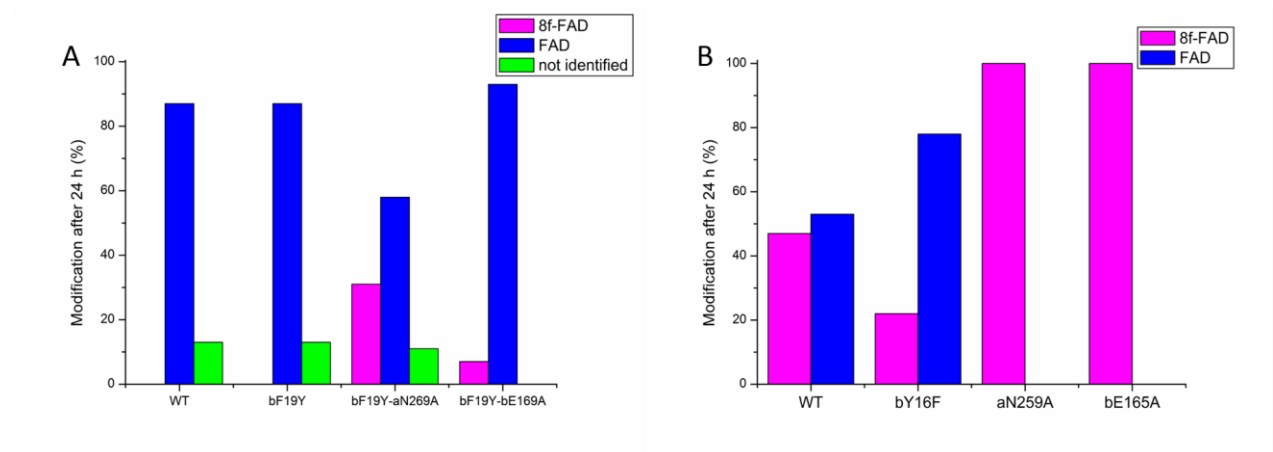 A
8f-FAD
FAD
not identified
Modification after 24 h (%)
100
80
60
40
20
0
WT
bF19Y
bF19Y-aN269A
bF19Y-bE169A
B
8f-FAD
FAD
Modification after 24 h (%)
100
80
60
40
20
0
WT
bY16F
aN259A
bE165A